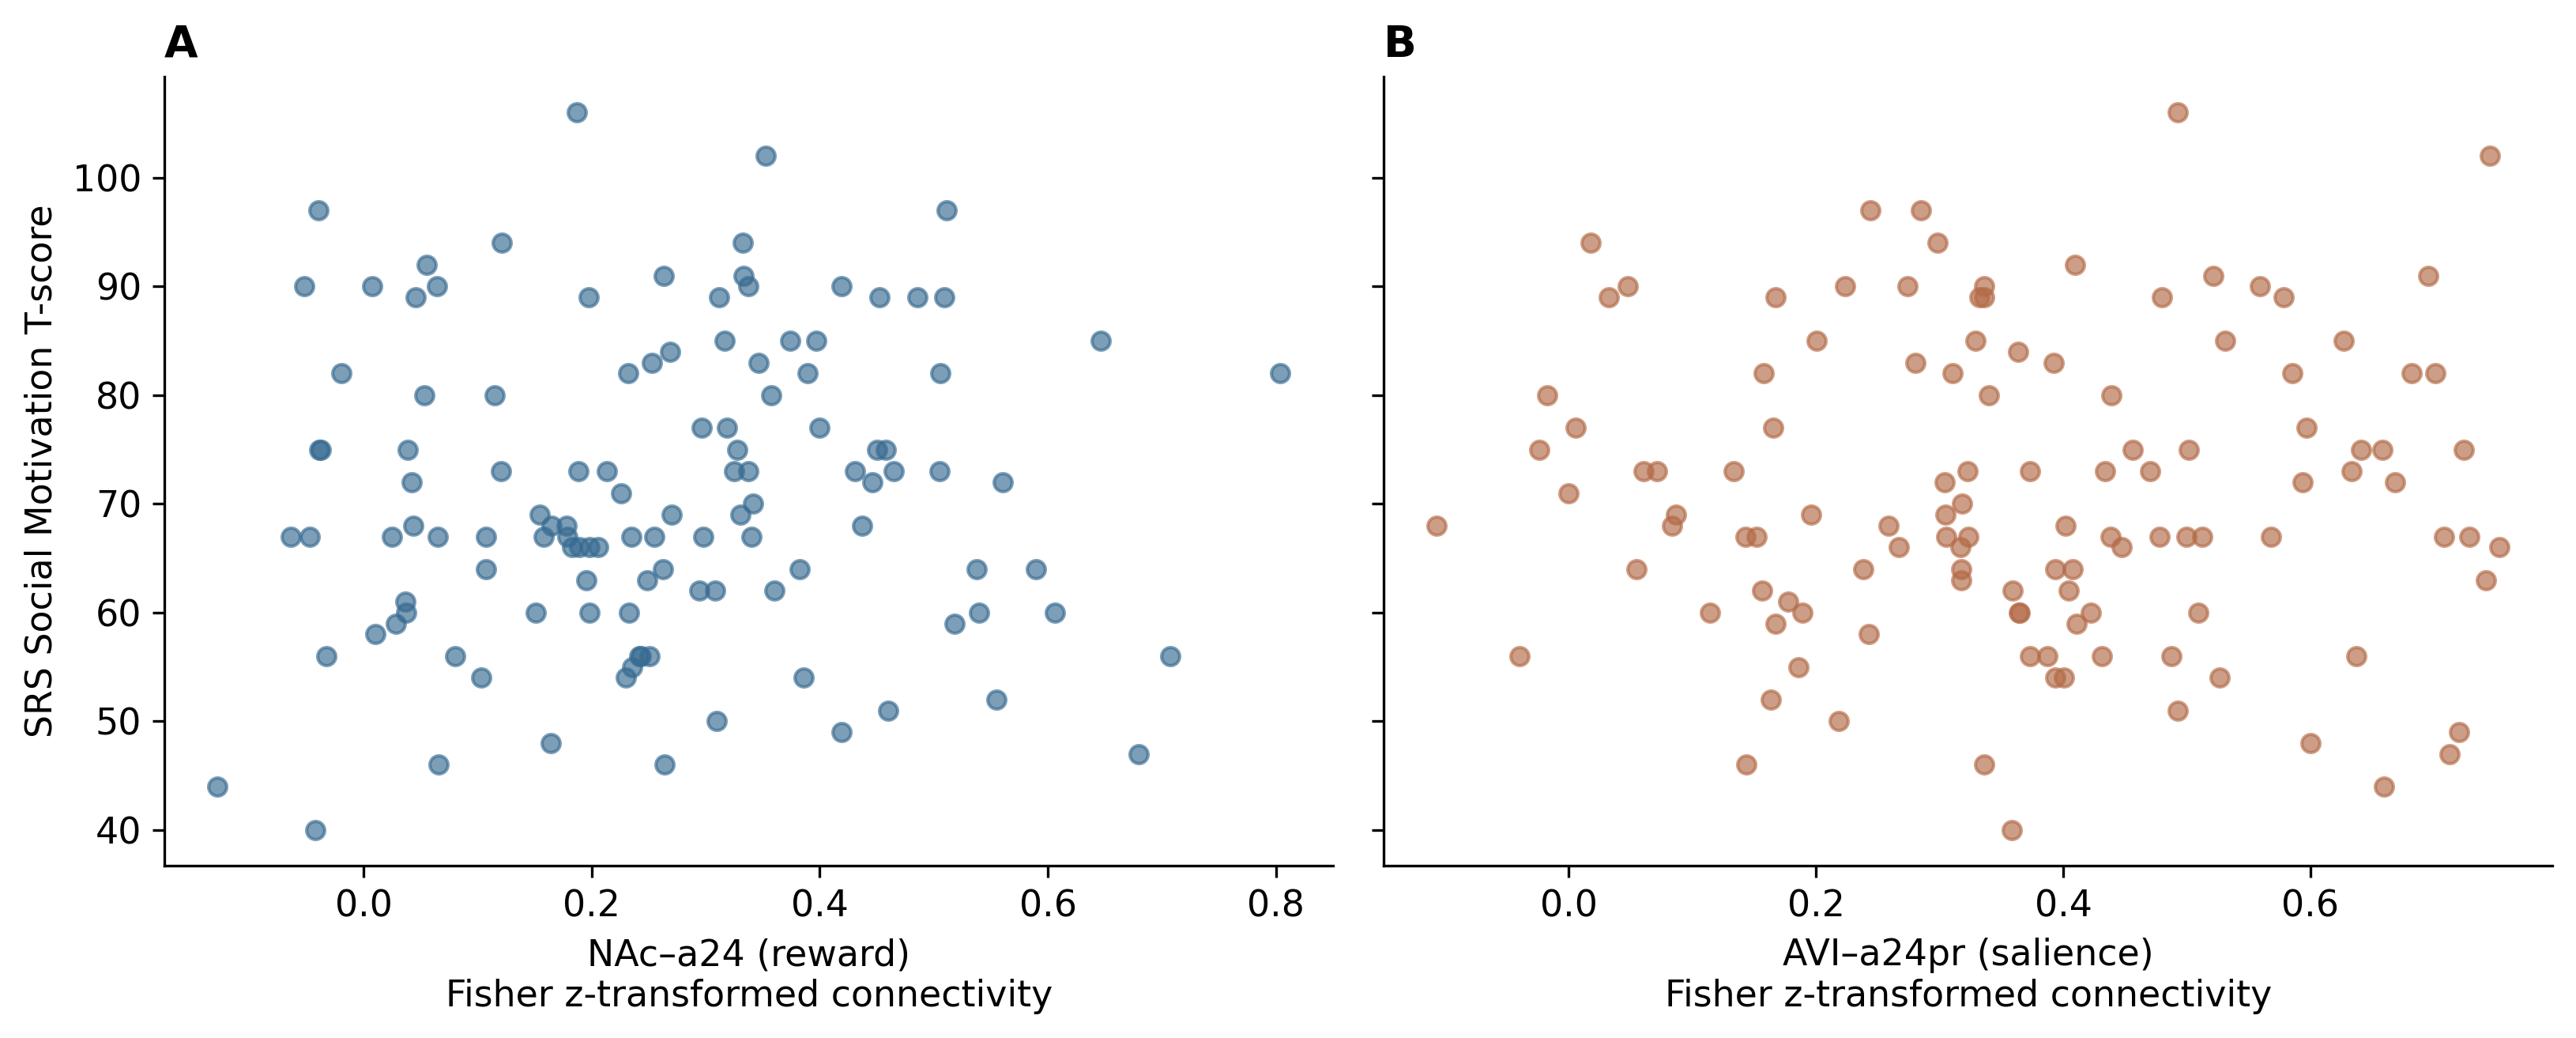 A
B
SRS Social Motivation T-score
100
90
80
70
60
50
40
0.0 0.2 0.4 0.6 0.8
NAc–a24 (reward)
Fisher z-transformed connectivity
0.0 0.2 0.4 0.6
AVI–a24pr (salience)
Fisher z-transformed connectivity